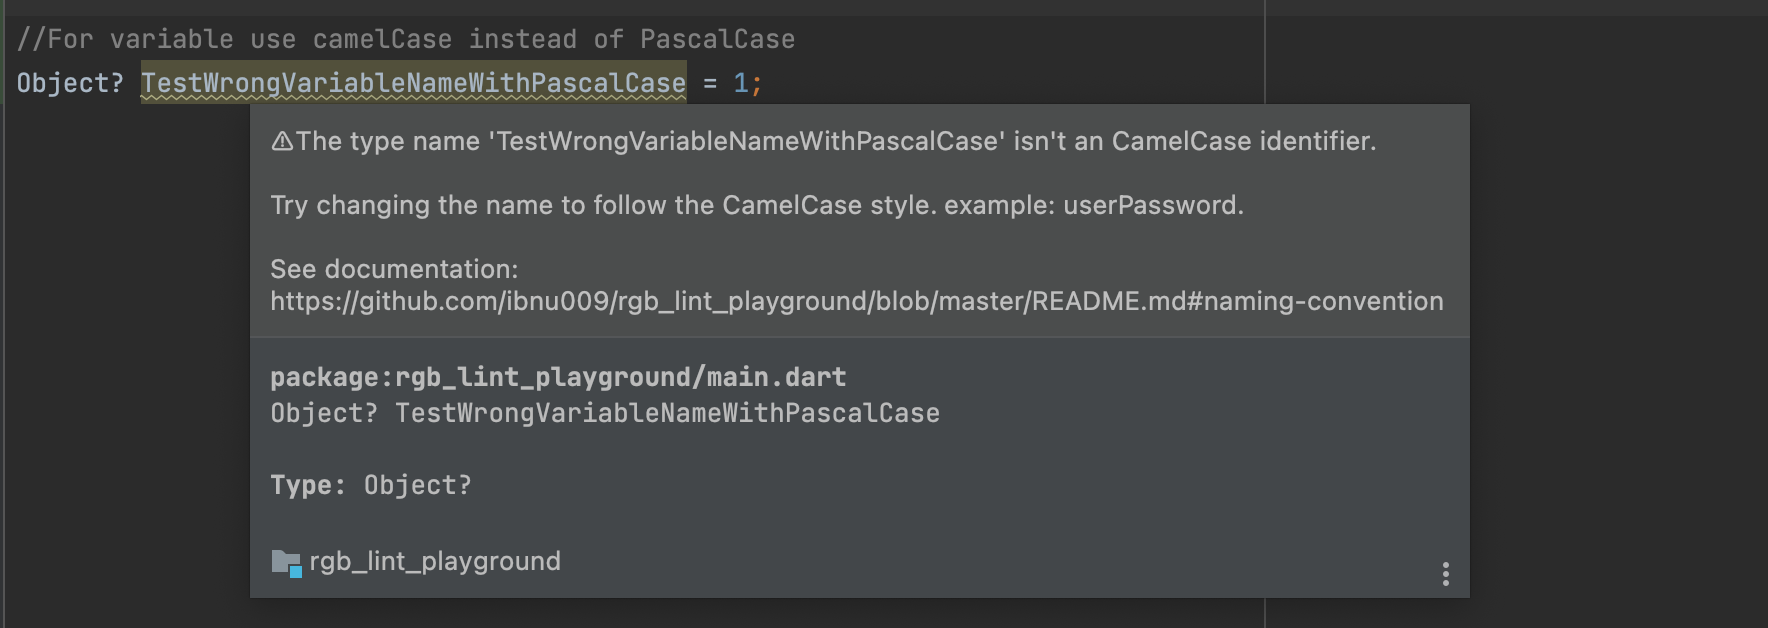 //For variable use camelCase instead of PascalCase
Object? TestWrongVariableNameWithPascalCase = 1;
⚠The type name 'TestWrongVariableNameWithPascalCase' isn't an CamelCase identifier.
Try changing the name to follow the CamelCase style. example: userPassword.
See documentation:
https://github.com/ibnu009/rgb_lint_playground/blob/master/README.md#naming-convention
package:rgb_lint_playground/main.dart
Object? TestWrongVariableNameWithPascalCase
Type: Object?
rgb_lint_playground